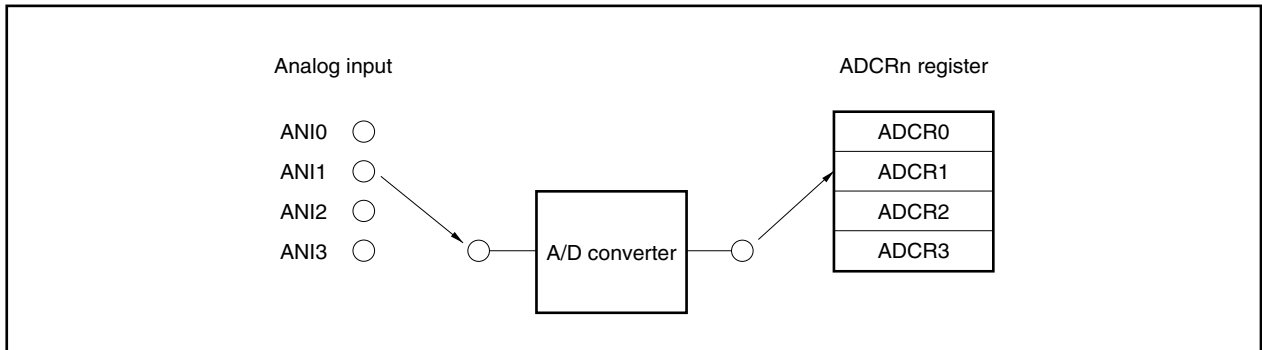 Analog input
ANI0
ANI1
ANI2
ANI3
A/D converter
ADCRn register
ADCR0
ADCR1
ADCR2
ADCR3